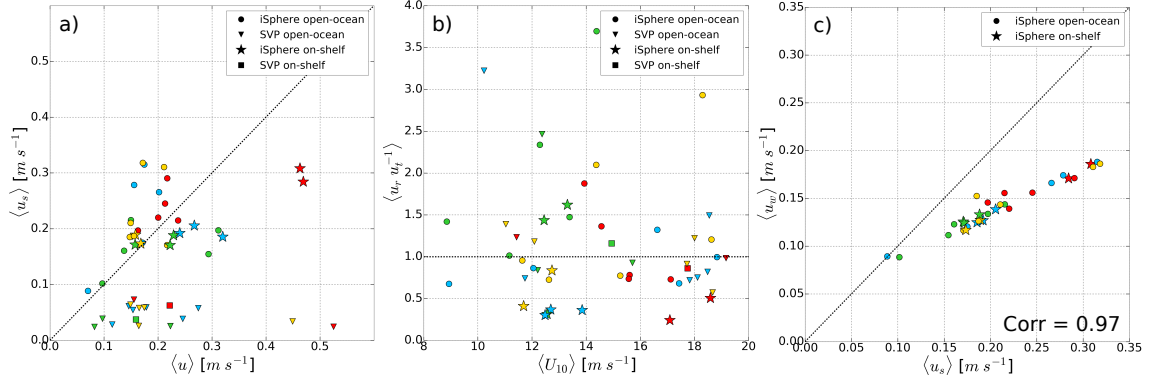 a)
iSphere open-ocean
SVP open-ocean
iSphere on-shelf
SVP on-shelf
0.5
0.4
0.3
0.2
0.1
0.0
⟨u_s⟩ [m s⁻¹]
0.0 0.1 0.2 0.3 0.4 0.5
⟨u⟩ [m s⁻¹]
b)
iSphere open-ocean
SVP open-ocean
iSphere on-shelf
SVP on-shelf
4.0
3.5
3.0
2.5
2.0
1.5
1.0
0.5
0.0
⟨u_r u_t⁻¹⟩
8 10 12 14 16 18 20
⟨U₁₀⟩ [m s⁻¹]
c)
iSphere open-ocean
iSphere on-shelf
0.35
0.30
0.25
0.20
0.15
0.10
0.05
0.00
⟨u_w⟩ [m s⁻¹]
Corr = 0.97
0.00 0.05 0.10 0.15 0.20 0.25 0.30 0.35
⟨u_s⟩ [m s⁻¹]